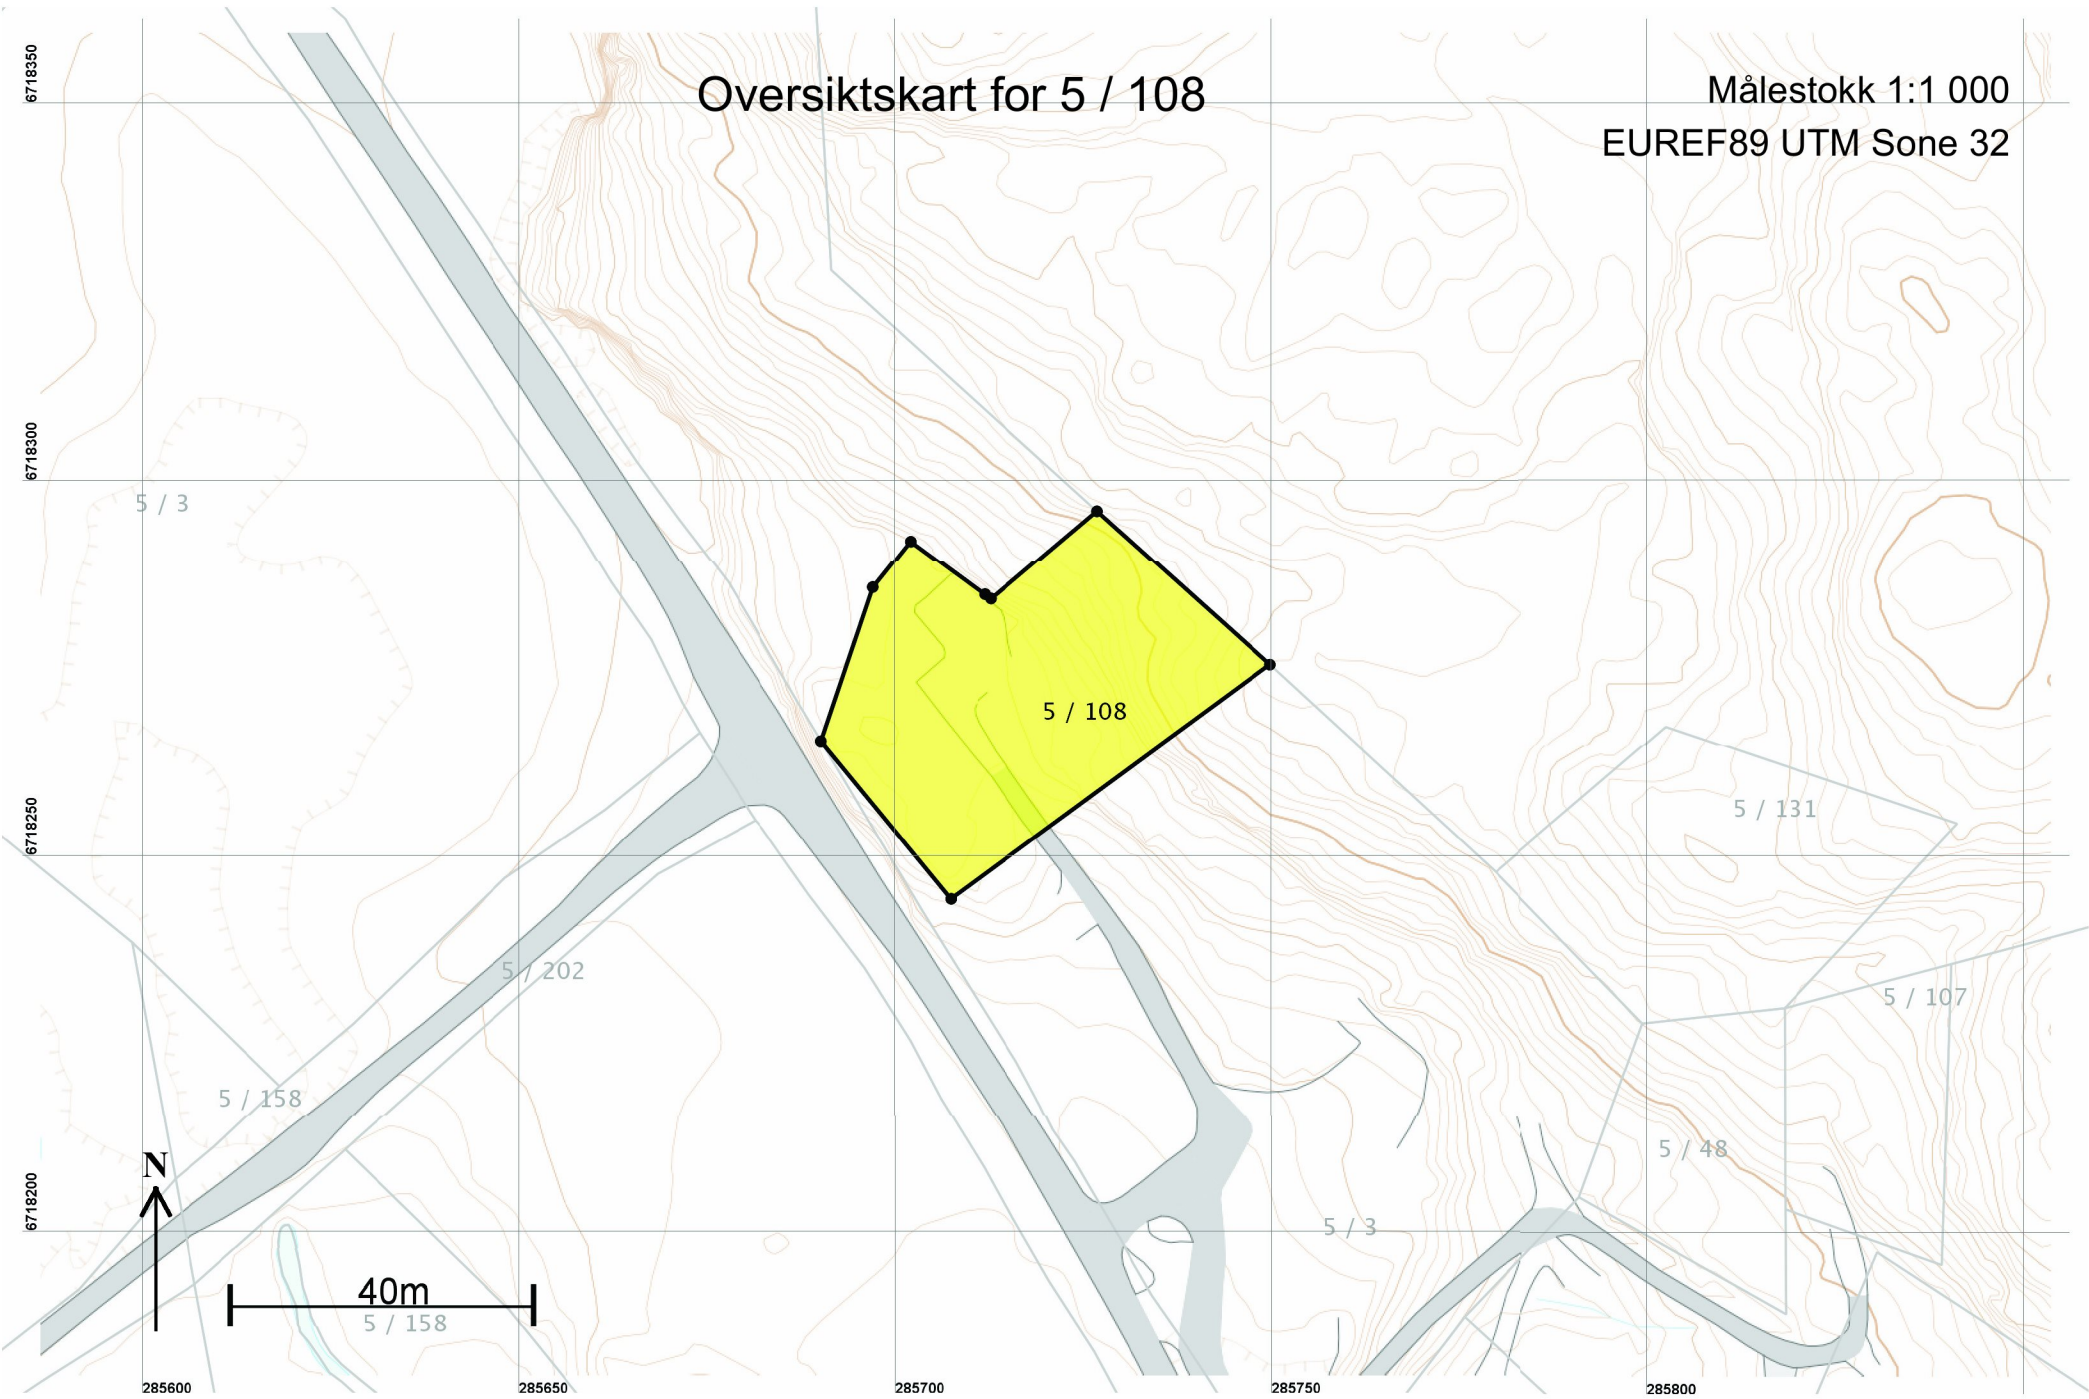 6718350
Oversiktskart for 5 / 108
Målestokk 1:1 000
EUREF89 UTM Sone 32
6718300
5 / 3
5 / 108
6718250
5 / 131
5 / 202
5 / 107
5 / 158
5 / 48
N
6718200
5 / 3
40m
5 / 158
285600
285650
285700
285750
285800